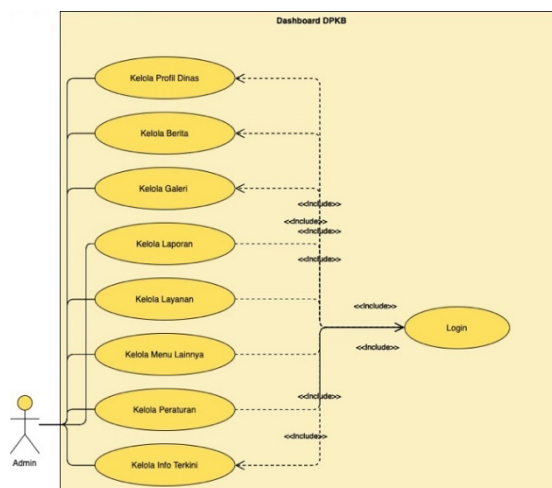 Dashboard DPKB
Kelola Profil Dinas
Kelola Berita
Kelola Galeri
<<Include>>
<<Include>>
<<Include>>
Kelola Laporan
<<Include>>
Kelola Layanan
<<Include>>
Login
<<Include>>
Kelola Menu Lainnya
<<Include>>
Kelola Peraturan
<<Include>>
Kelola Info Terkini
Admin